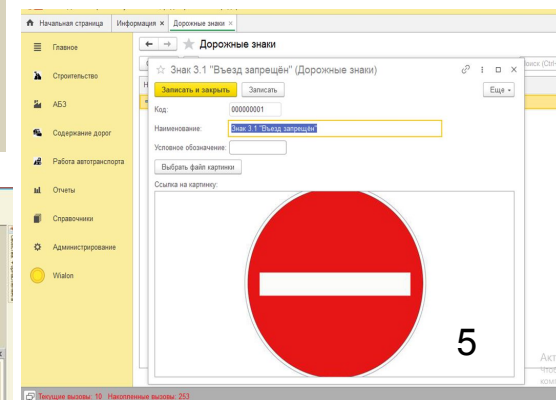 Начальная страница Информация × Дорожные знаки ×
Главное
Строительство
АБЗ
Содержание дорог
Работа автотранспорта
Отчеты
Справочники
Администрирование
Wialon
Дорожные знаки
Знак 3.1 "Въезд запрещён" (Дорожные знаки)
Записать и закрыть Записать Еще
Код: 000000001
Наименование: Знак 3.1 "Въезд запрещён"
Условное обозначение:
Выбрать файл картинки
Ссылка на картинку:
5
Текущие вызовы: 10 Накопленные вызовы: 253